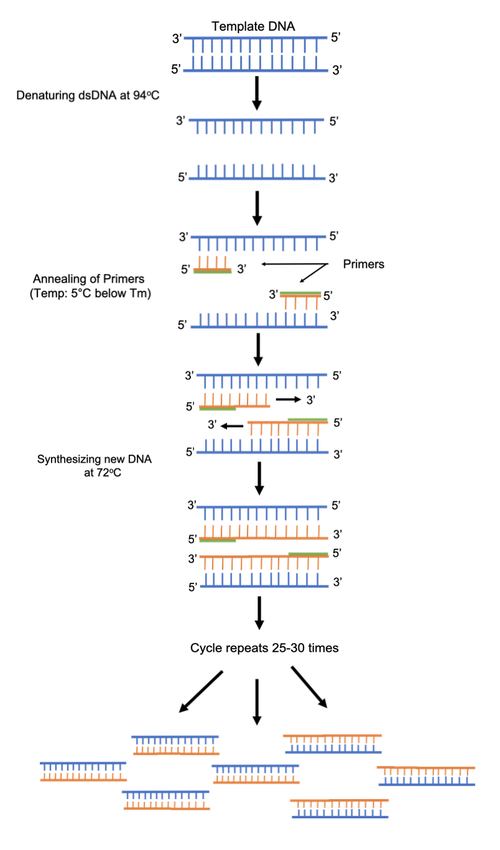 Template DNA
3' 5'
5' 3'
Denaturing dsDNA at 94°C
3' 5'
5' 3'
3' 5'
5' 3' Primers
Annealing of Primers
(Temp: 5°C below Tm)
3' 5'
5' 3'
3' 5'
5' 3'
3' 5'
Synthesizing new DNA
at 72°C
5' 3'
3' 5'
5' 3'
3' 5'
5' 3'
Cycle repeats 25-30 times